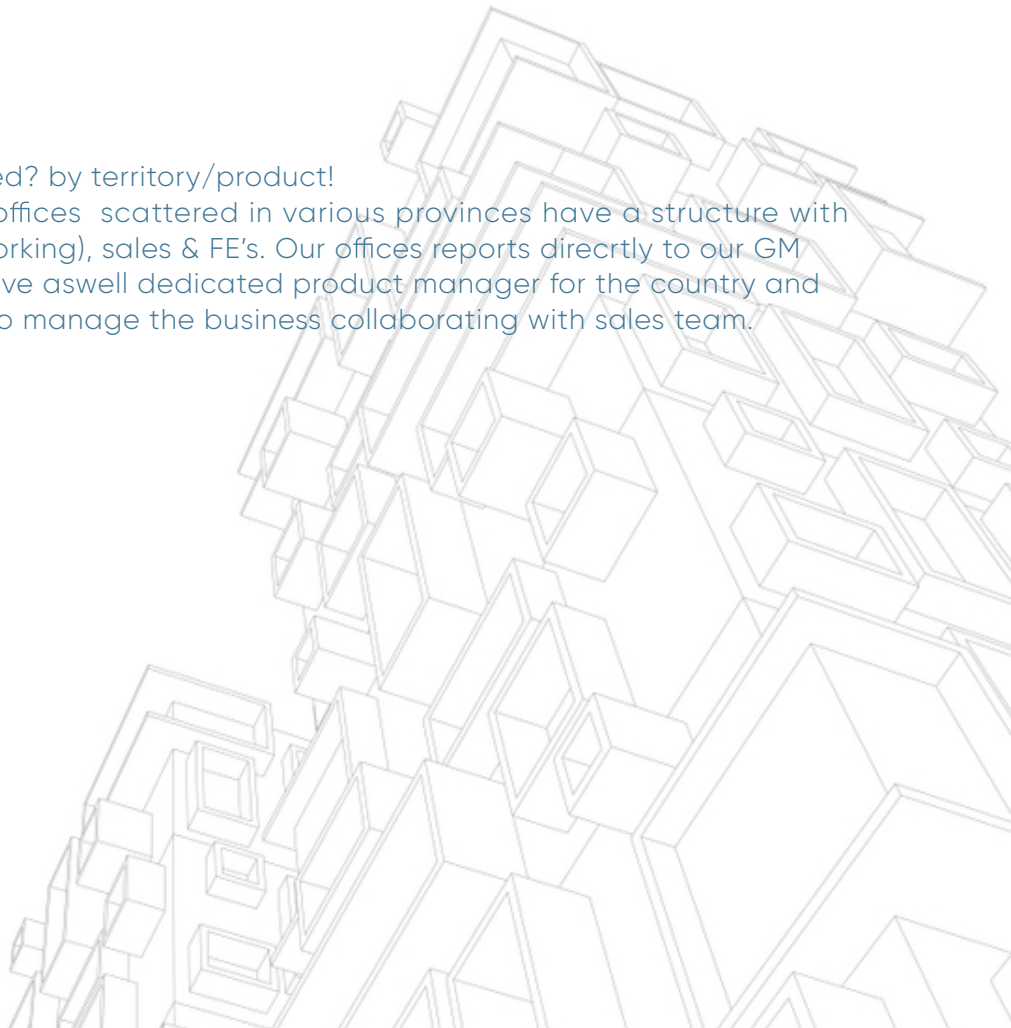 ed? by territory/product!
offices  scattered in various provinces have a structure with
orking), sales & FE's. Our offices reports direcrtly to our GM
ve aswell dedicated product manager for the country and
o manage the business collaborating with sales team.